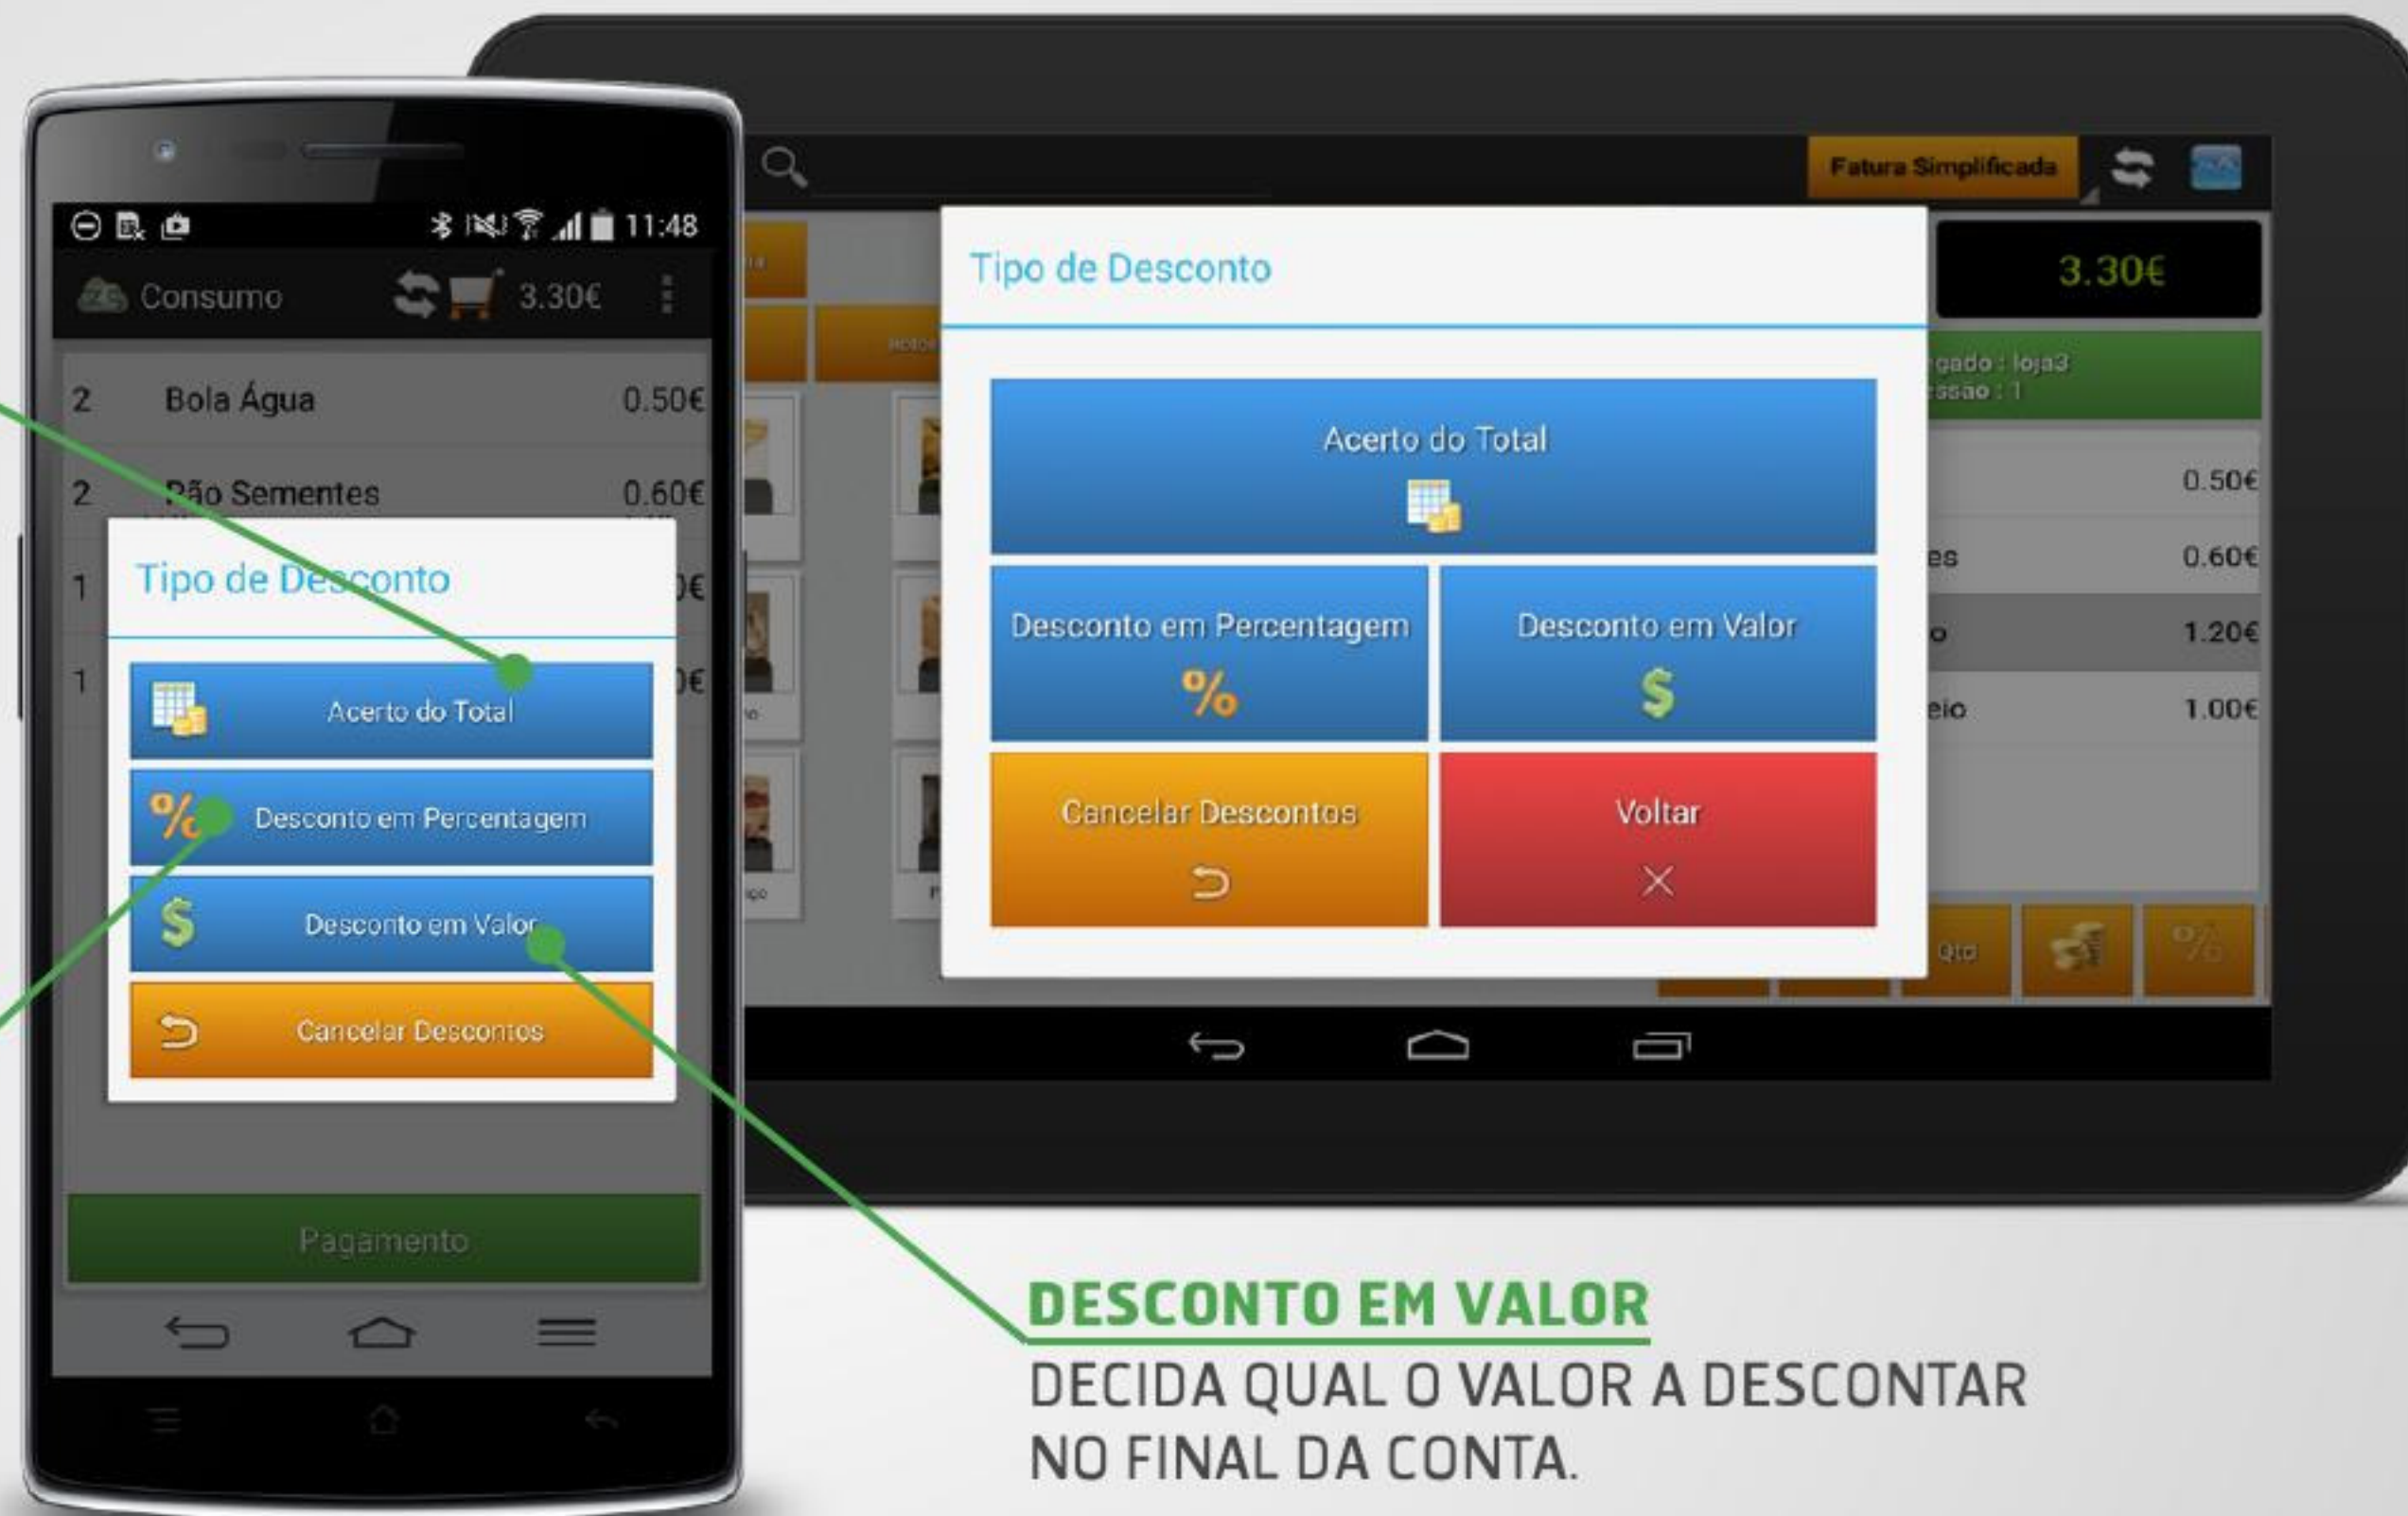 11:48
Consumo
3.30€
2 Bola Água 0.50€
2 Pão Sementes 0.60€
1
1
Tipo de Desconto
Acerto do Total
% Desconto em Percentagem
$ Desconto em Valor
Cancelar Descontos
Pagamento
Fatura Simplificada
3.30€
loja3
: 1
0.50€
0.60€
1.20€
1.00€
Qtd
%
Tipo de Desconto
Acerto do Total
Desconto em Percentagem
%
Desconto em Valor
$
Cancelar Descontos
Voltar
DESCONTO EM VALOR
DECIDA QUAL O VALOR A DESCONTAR
NO FINAL DA CONTA.